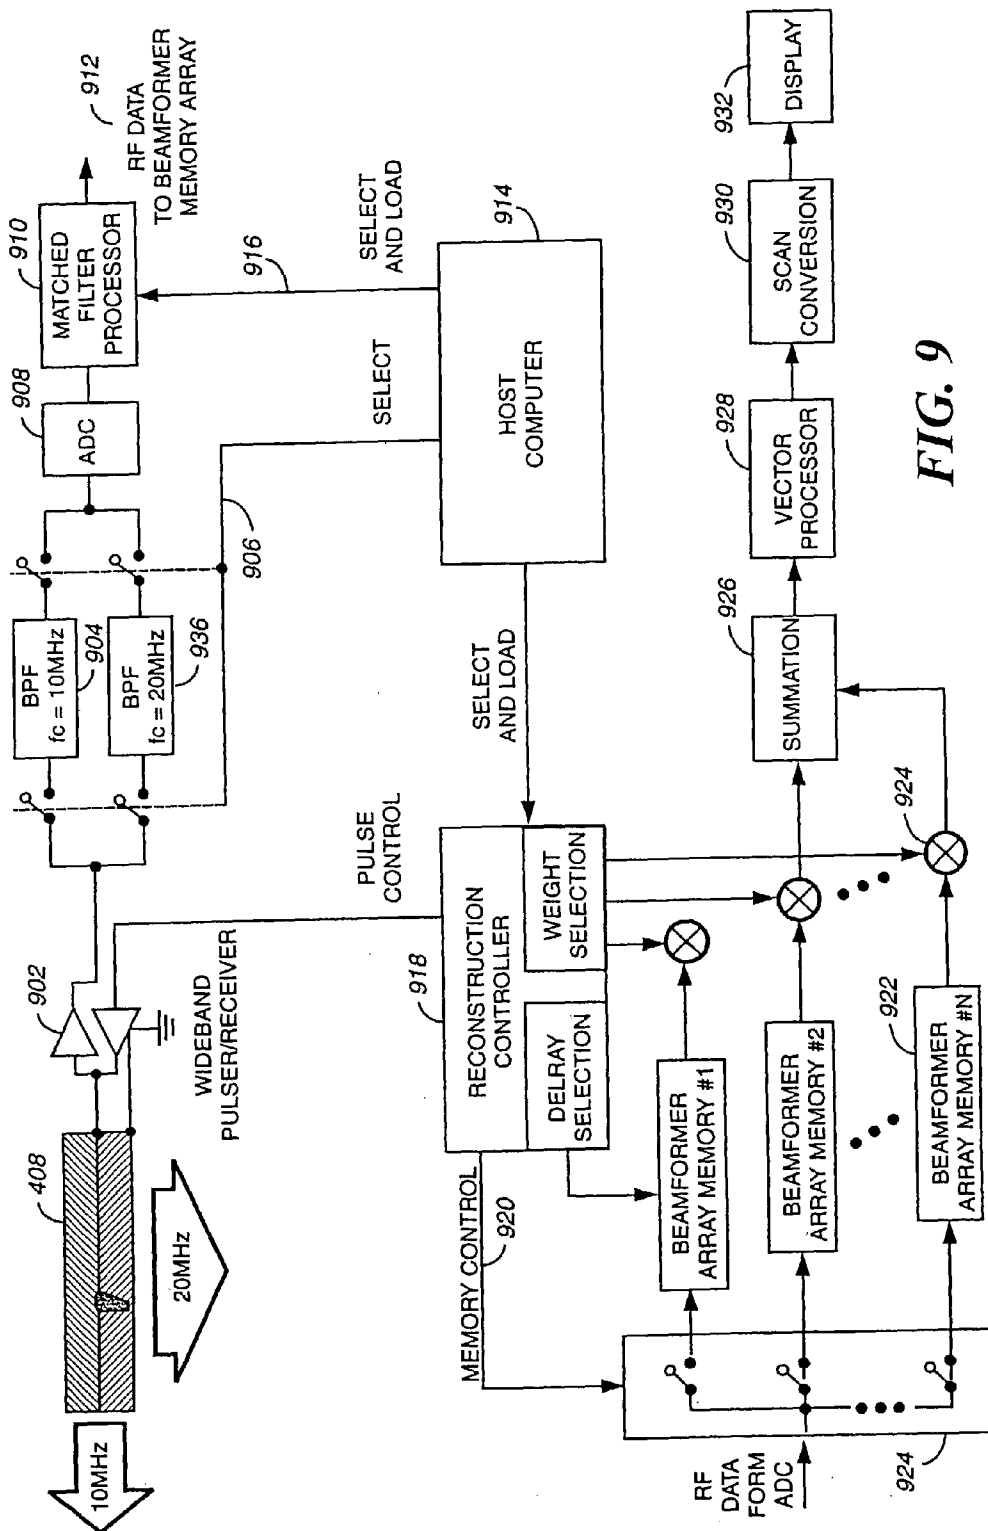 10MHz
408
20MHz
902
WIDEBAND
PULSER/RECEIVER
PULSE
CONTROL
BPF
fc = 10MHz
904
BPF
fc = 20MHz
936
906
908
ADC
910
MATCHED
FILTER
PROCESSOR
912
RF DATA
TO BEAMFORMER
MEMORY ARRAY
916
SELECT
SELECT
AND LOAD
914
HOST
COMPUTER
SELECT
AND LOAD
918
RECONSTRUCTION
CONTROLLER
DELRAY
SELECTION
WEIGHT
SELECTION
MEMORY CONTROL
920
RF
DATA
FORM
ADC
924
BEAMFORMER
ARRAY MEMORY #1
BEAMFORMER
ARRAY MEMORY #2
922
BEAMFORMER
ARRAY MEMORY #N
924
926
SUMMATION
928
VECTOR
PROCESSOR
930
SCAN
CONVERSION
932
DISPLAY
FIG. 9